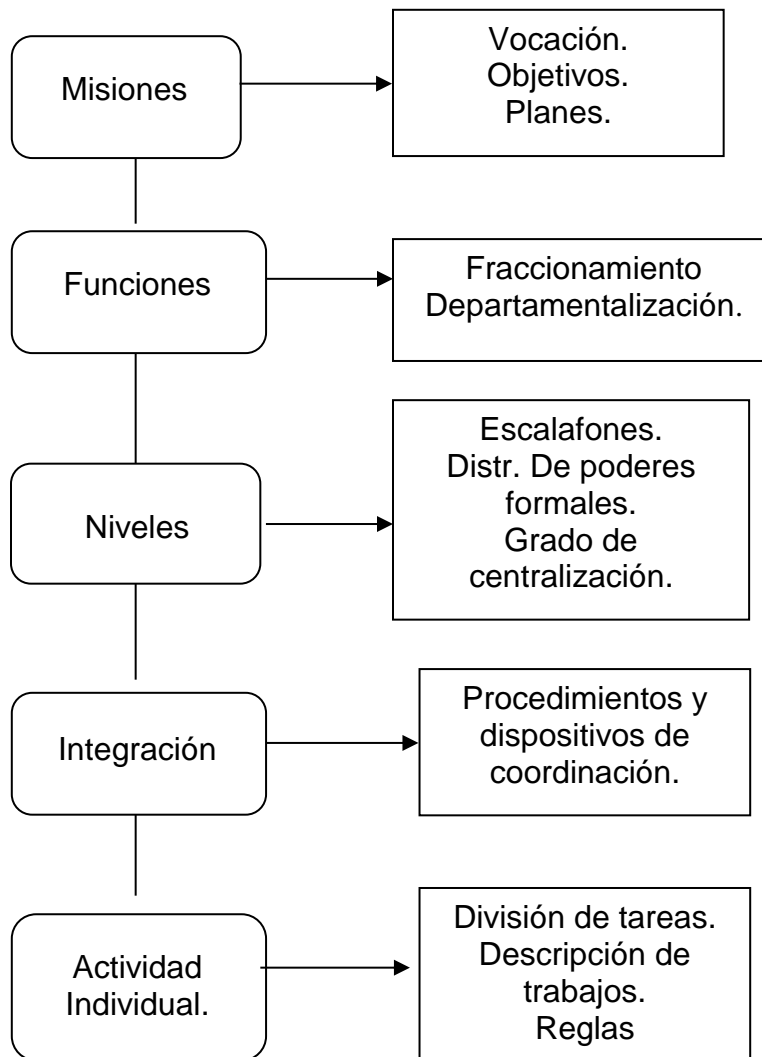 Misiones
Vocación.
Objetivos.
Planes.
Funciones
Fraccionamiento
Departamentalización.
Niveles
Escalafones.
Distr. De poderes
formales.
Grado de
centralización.
Integración
Procedimientos y
dispositivos de
coordinación.
Actividad
Individual.
División de tareas.
Descripción de
trabajos.
Reglas